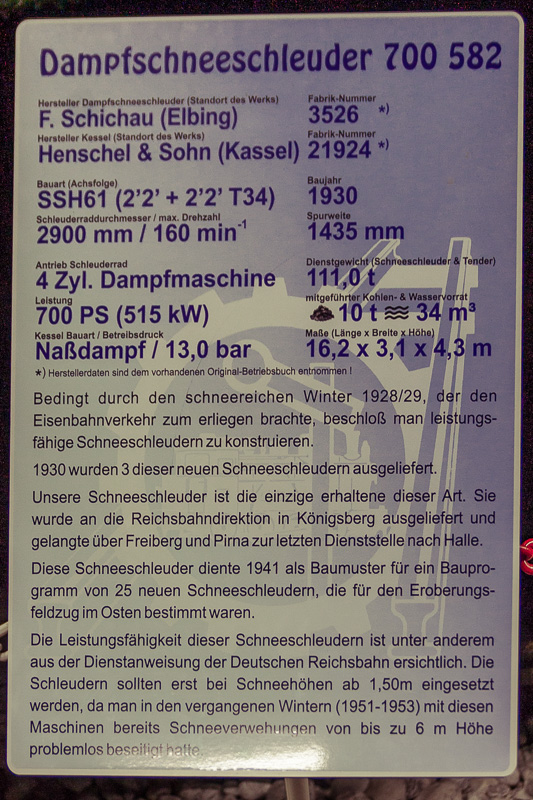 Dampfschneeschleuder 700 582
Hersteller Dampfschneeschleuder (Standort des Werks) Fabrik-Nummer
F. Schichau (Elbing) 3526 *)
Hersteller Kessel (Standort des Werks) Fabrik-Nummer
Henschel & Sohn (Kassel) 21924 *)
Bauart (Achsfolge) Baujahr
SSH61 (2'2' + 2'2' T34) 1930
Schleuderraddurchmesser / max. Drehzahl Spurweite
2900 mm / 160 min⁻¹ 1435 mm
Antrieb Schleuderrad Dienstgewicht (Schneeschleuder & Tender)
4 Zyl. Dampfmaschine 111,0 t
Leistung mitgeführter Kohlen- & Wasservorrat
700 PS (515 kW) 10 t 34 m³
Kessel Bauart / Betreibsdruck Maße (Länge x Breite x Höhe)
Naßdampf / 13,0 bar 16,2 x 3,1 x 4,3 m
*) Herstellerdaten sind dem vorhandenen Original-Betriebsbuch entnommen !
Bedingt durch den schneereichen Winter 1928/29, der den
Eisenbahnverkehr zum erliegen brachte, beschloß man leistungs-
fähige Schneeschleudern zu konstruieren.
1930 wurden 3 dieser neuen Schneeschleudern ausgeliefert.
Unsere Schneeschleuder ist die einzige erhaltene dieser Art. Sie
wurde an die Reichsbahndirektion in Königsberg ausgeliefert und
gelangte über Freiberg und Pirna zur letzten Dienststelle nach Halle.
Diese Schneeschleuder diente 1941 als Baumuster für ein Baupro-
gramm von 25 neuen Schneeschleudern, die für den Eroberungs-
feldzug im Osten bestimmt waren.
Die Leistungsfähigkeit dieser Schneeschleudern ist unter anderem
aus der Dienstanweisung der Deutschen Reichsbahn ersichtlich. Die
Schleudern sollten erst bei Schneehöhen ab 1,50m eingesetzt
werden, da man in den vergangenen Wintern (1951-1953) mit diesen
Maschinen bereits Schneeverwehungen von bis zu 6 m Höhe
problemlos beseitigt hatte.